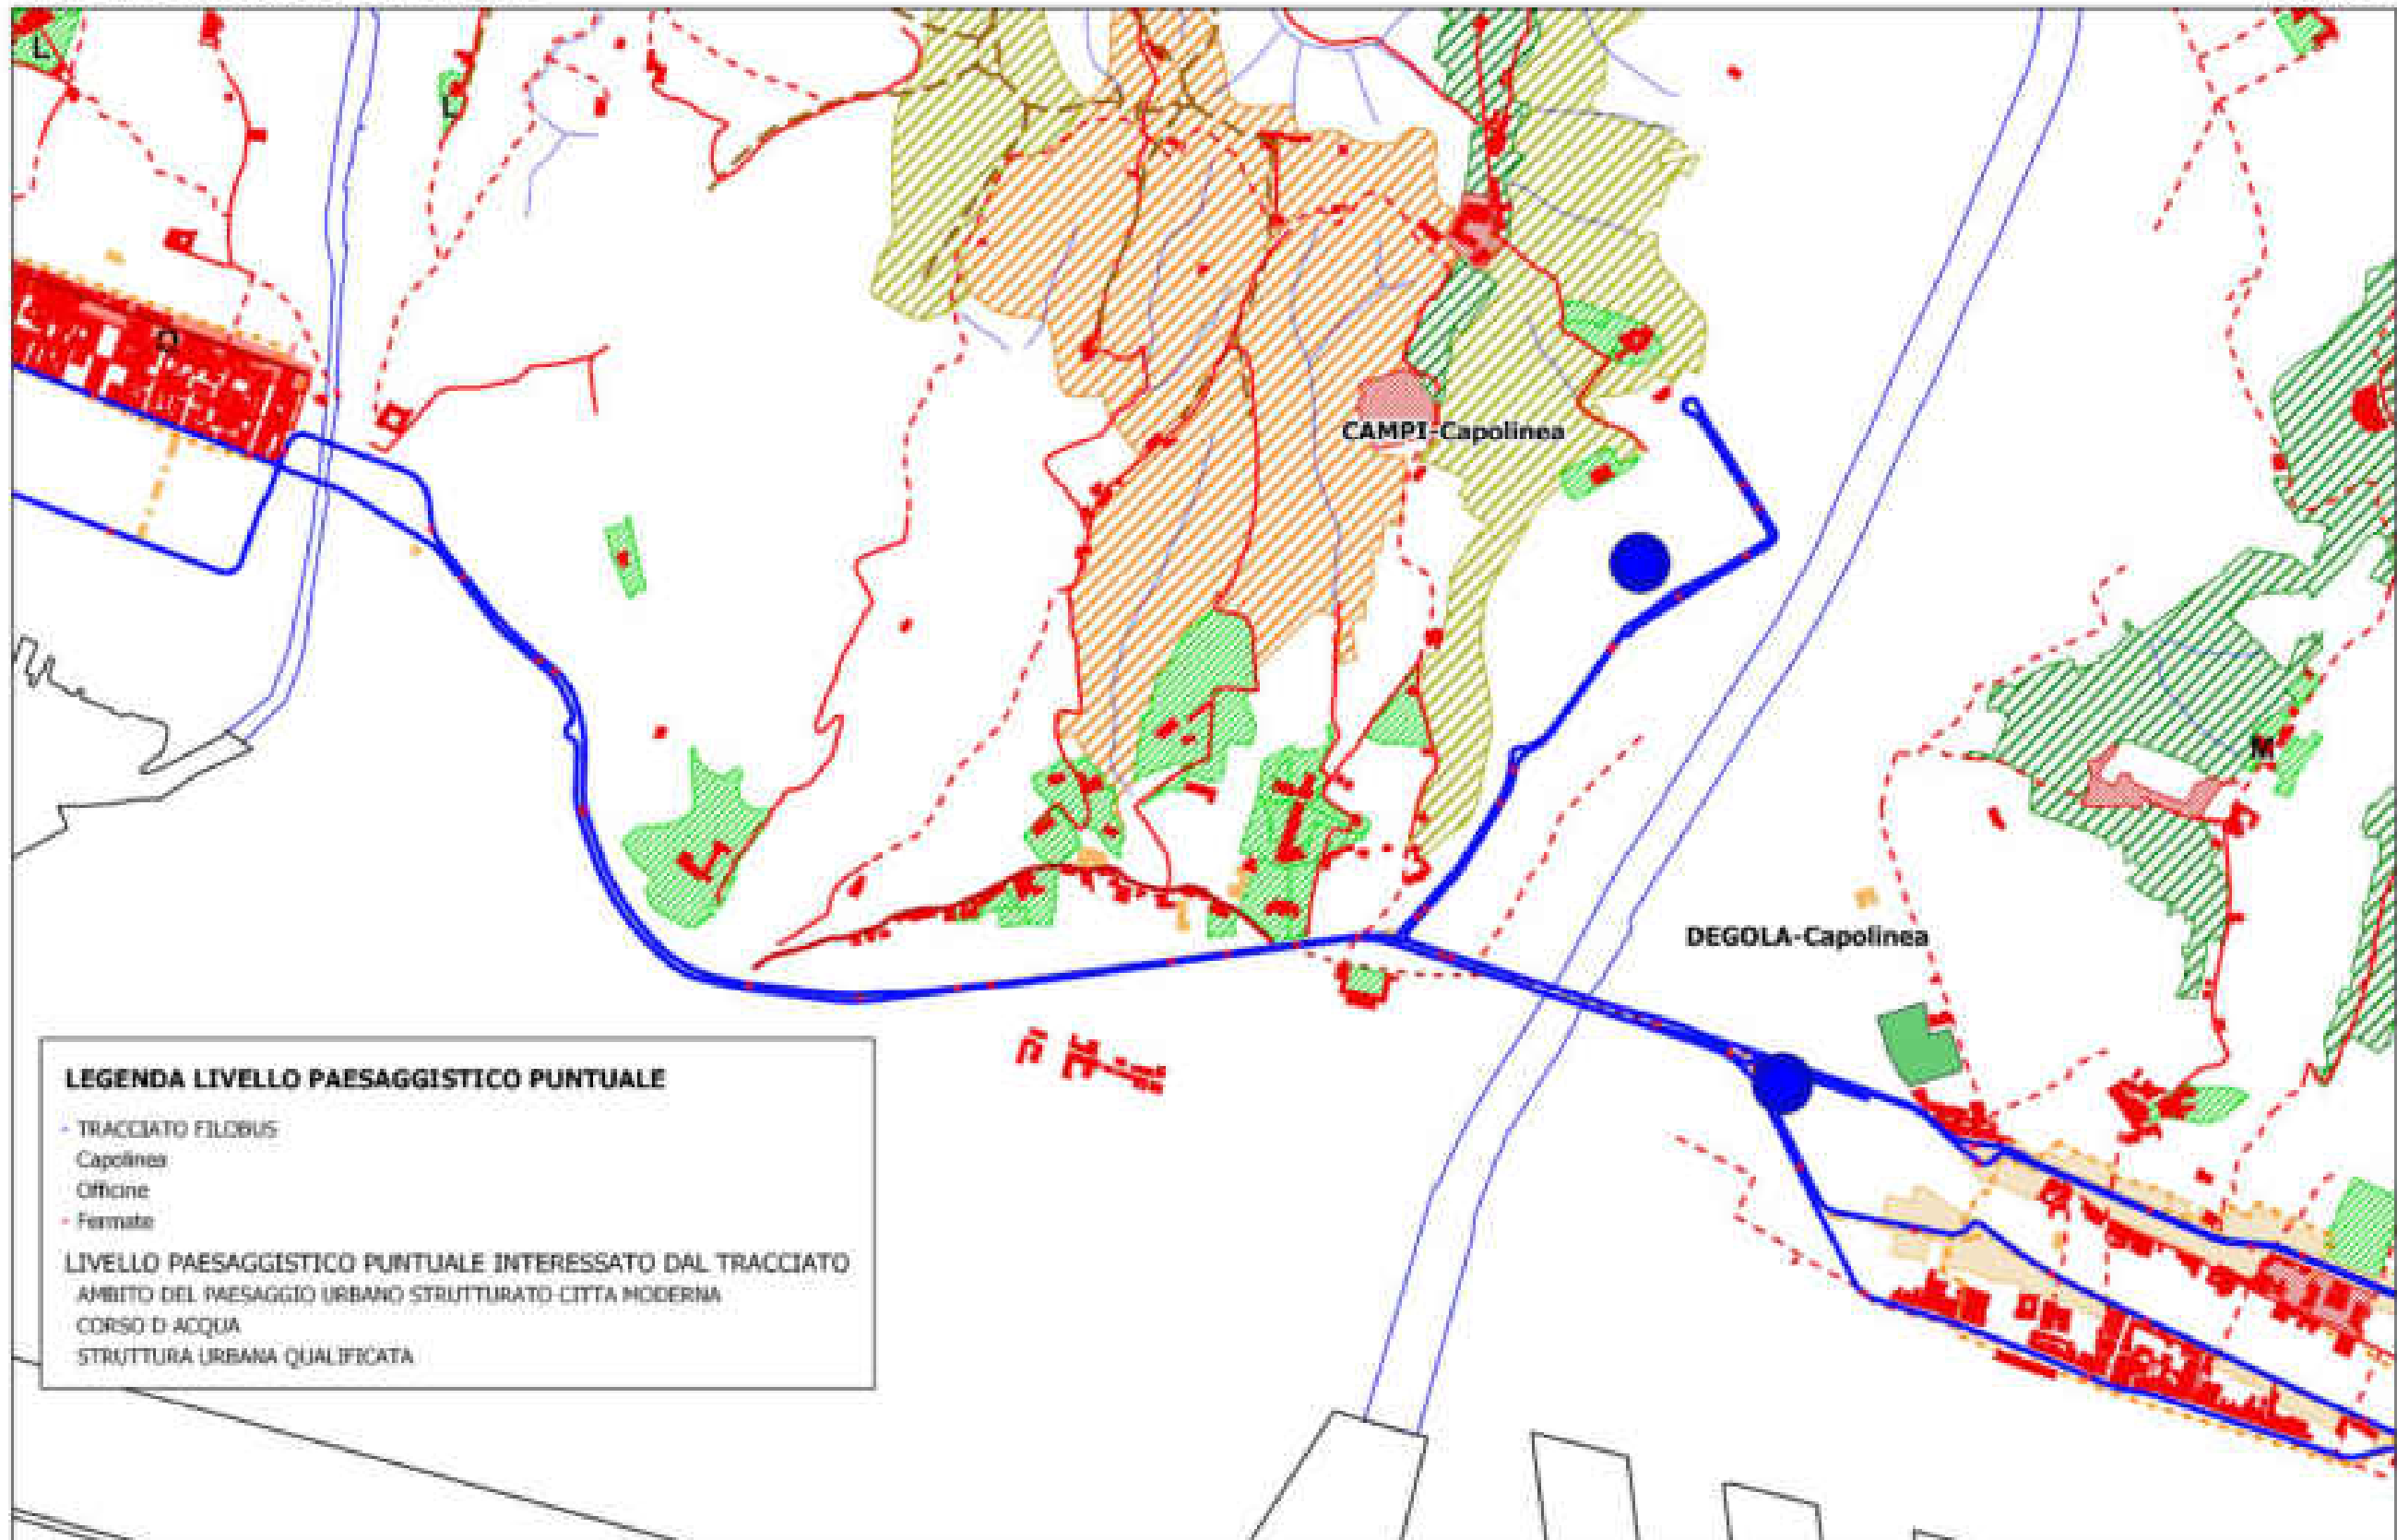 L
L
Q
CAMPI-Capolinea
M
DEGOLA-Capolinea
LEGENDA LIVELLO PAESAGGISTICO PUNTUALE
TRACCIATO FILOBUS
Capolinea
Officine
Fermate
LIVELLO PAESAGGISTICO PUNTUALE INTERESSATO DAL TRACCIATO
AMBITO DEL PAESAGGIO URBANO STRUTTURATO CITTA MODERNA
CORSO D ACQUA
STRUTTURA URBANA QUALIFICATA